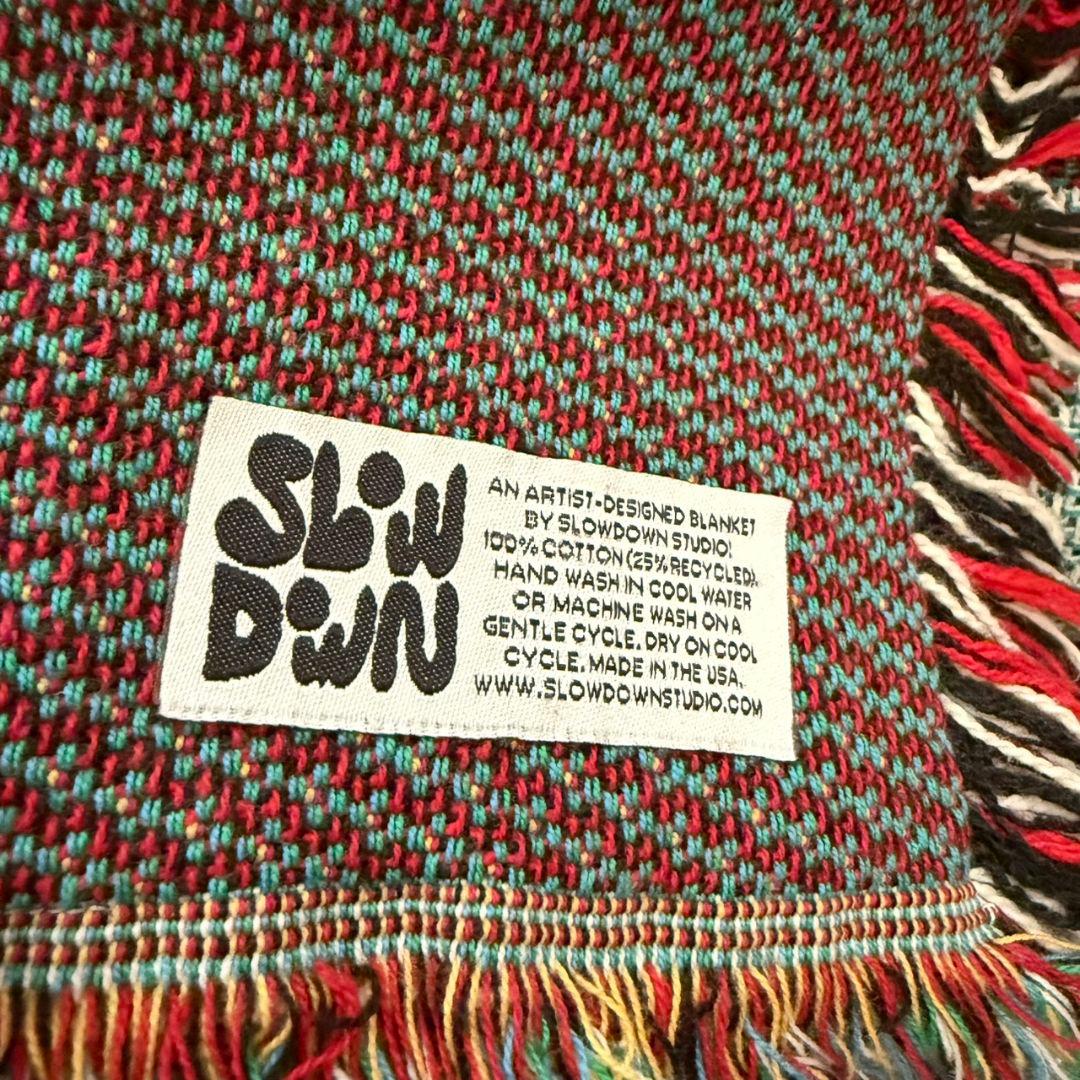 SLOW
DOWN
AN ARTIST-DESIGNED BLANKET
BY SLOWDOWN STUDIO!
100% COTTON (25% RECYCLED).
HAND WASH IN COOL WATER
OR MACHINE WASH ON A
GENTLE CYCLE. DRY ON COOL
CYCLE. MADE IN THE USA.
WWW.SLOWDOWNSTUDIO.COM